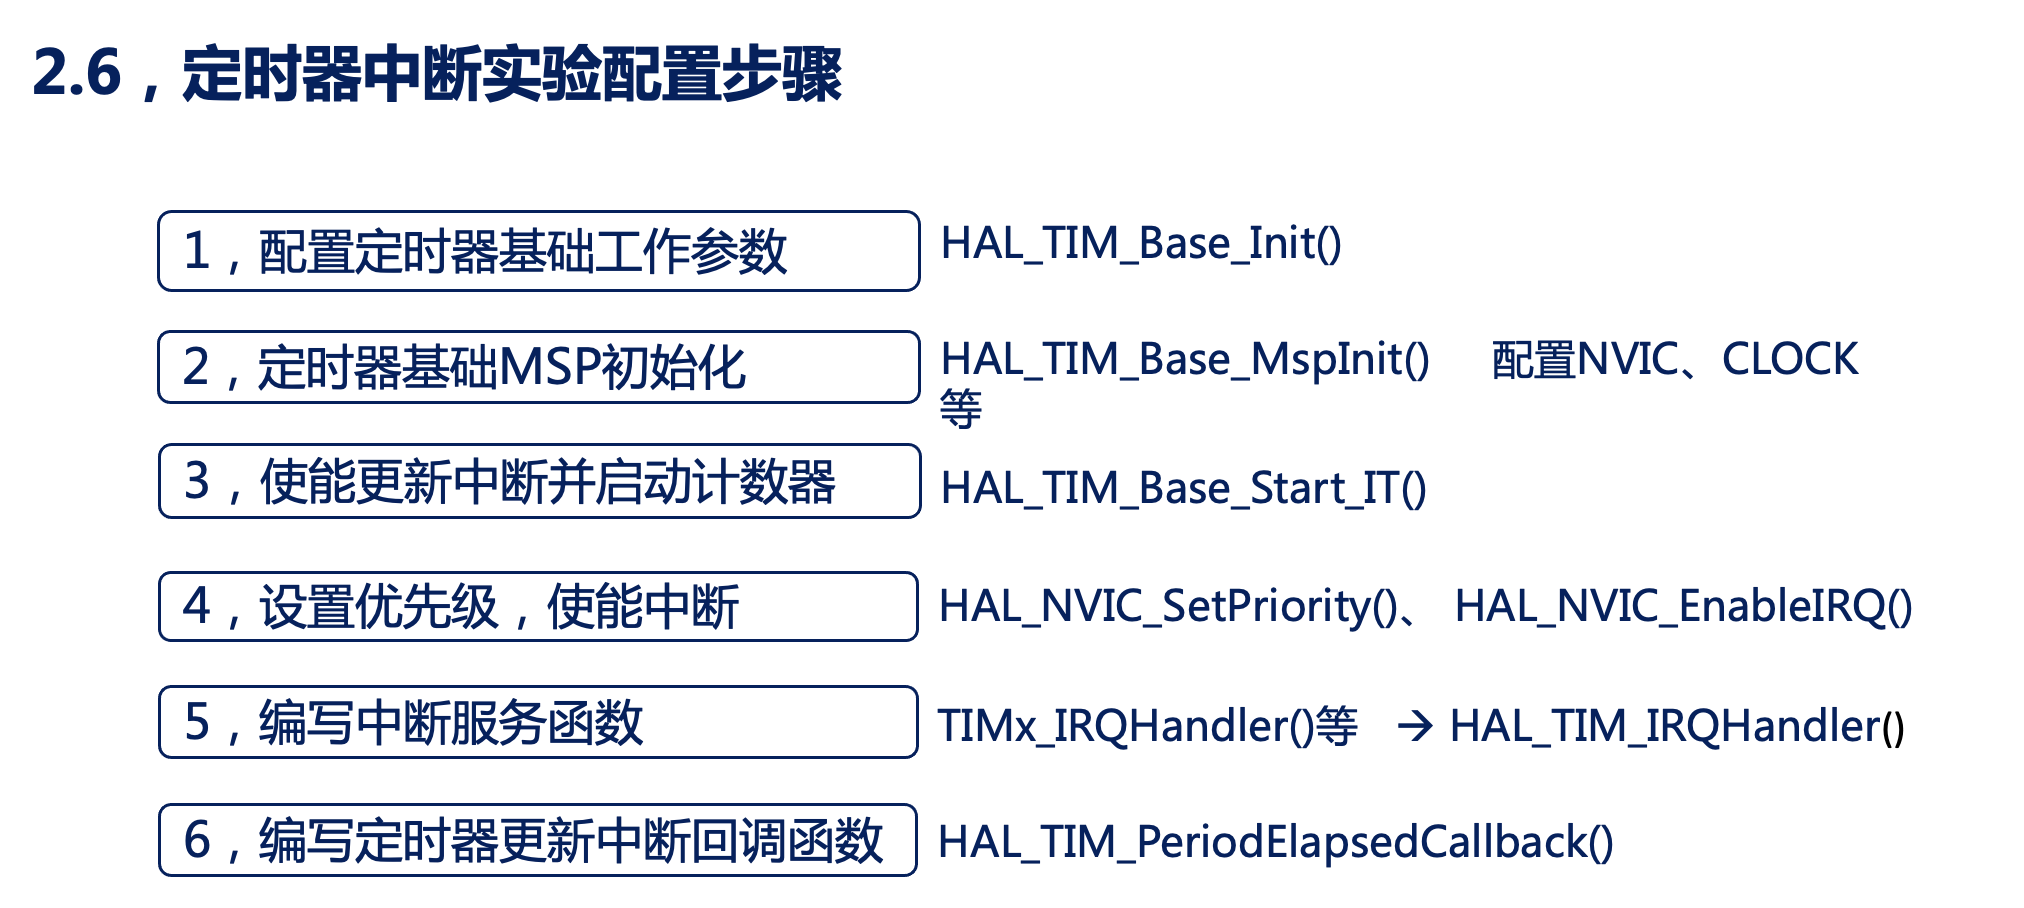 2.6，定时器中断实验配置步骤
1，配置定时器基础工作参数 HAL_TIM_Base_Init()
2，定时器基础MSP初始化 HAL_TIM_Base_MspInit() 配置NVIC、CLOCK
等
3，使能更新中断并启动计数器 HAL_TIM_Base_Start_IT()
4，设置优先级，使能中断 HAL_NVIC_SetPriority()、 HAL_NVIC_EnableIRQ()
5，编写中断服务函数 TIMx_IRQHandler()等 → HAL_TIM_IRQHandler()
6，编写定时器更新中断回调函数 HAL_TIM_PeriodElapsedCallback()